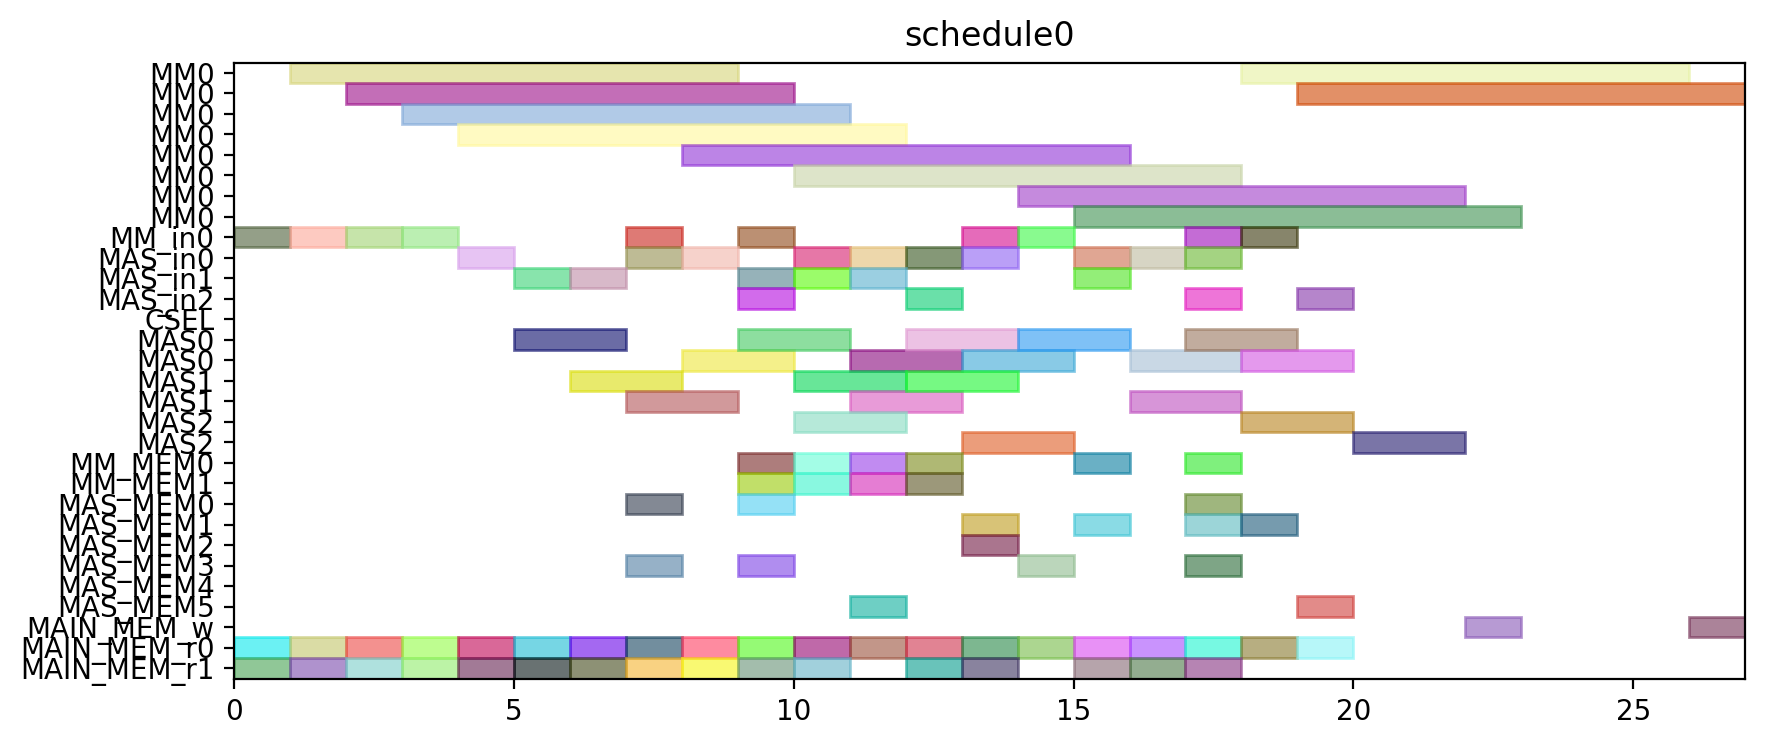 schedule0
MM0
MM0
MM0
MM0
MM0
MM0
MM0
MM0
MM_in0
MAS_in0
MAS_in1
MAS_in2
CSEL
MAS0
MAS0
MAS1
MAS1
MAS2
MAS2
MM_MEM0
MM_MEM1
MAS_MEM0
MAS_MEM1
MAS_MEM2
MAS_MEM3
MAS_MEM4
MAS_MEM5
MAIN_MEM_w
MAIN_MEM_r0
MAIN_MEM_r1
0 5 10 15 20 25